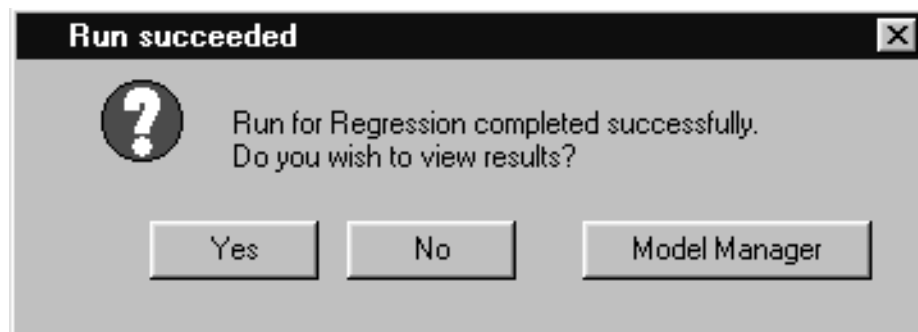 Run succeeded
Run for Regression completed successfully.
Do you wish to view results?
Yes
No
Model Manager